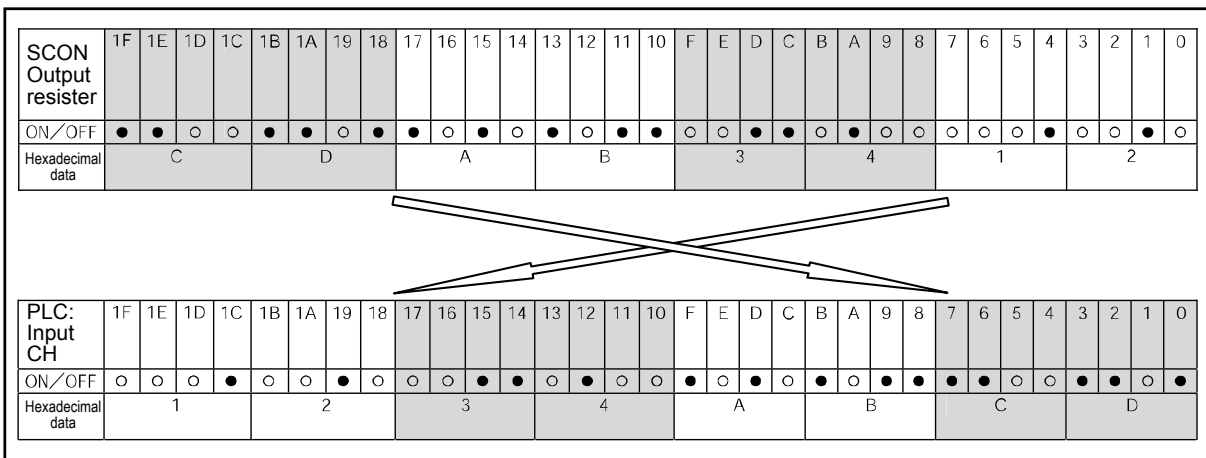 SCON Output resister 1F 1E 1D 1C 1B 1A 19 18 17 16 15 14 13 12 11 10 F E D C B A 9 8 7 6 5 4 3 2 1 0
ON/OFF ● ● ○ ○ ● ● ○ ● ● ○ ● ○ ● ○ ● ● ○ ○ ● ● ○ ● ○ ○ ○ ○ ○ ● ○ ○ ● ○
Hexadecimal data C D A B 3 4 1 2
PLC: Input CH 1F 1E 1D 1C 1B 1A 19 18 17 16 15 14 13 12 11 10 F E D C B A 9 8 7 6 5 4 3 2 1 0
ON/OFF ○ ○ ○ ● ○ ○ ● ○ ○ ○ ● ● ○ ● ○ ○ ● ○ ● ○ ● ○ ● ● ● ● ○ ○ ● ● ○ ●
Hexadecimal data 1 2 3 4 A B C D